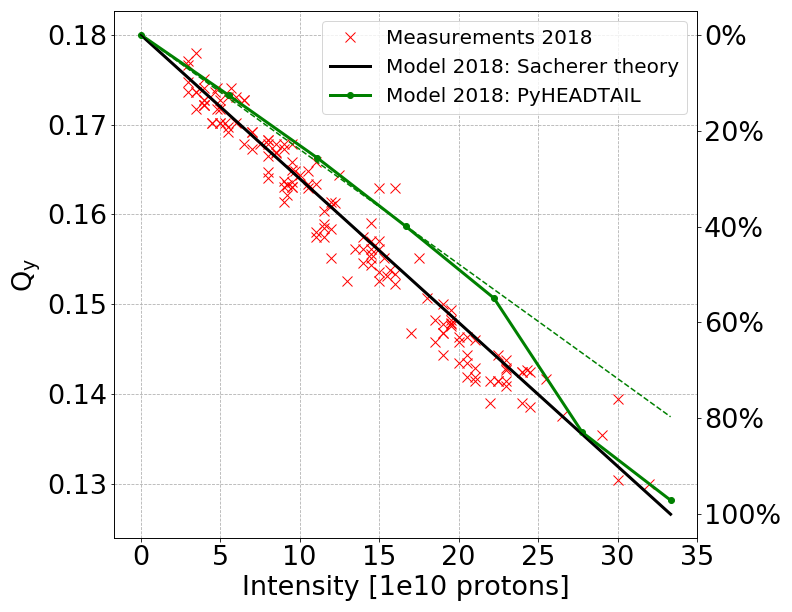 Measurements 2018
Model 2018: Sacherer theory
Model 2018: PyHEADTAIL
0.18
0.17
0.16
0.15
0.14
0.13
Qy
0%
20%
40%
60%
80%
100%
0 5 10 15 20 25 30 35
Intensity [1e10 protons]